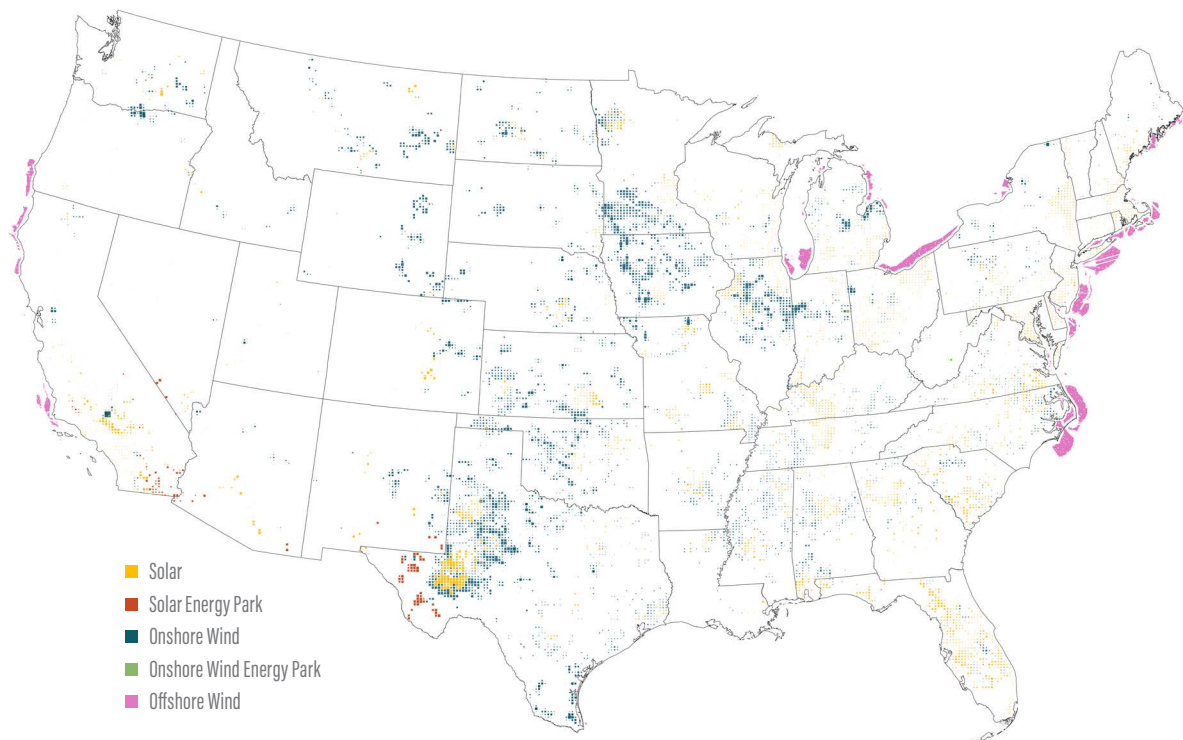 Solar
Solar Energy Park
Onshore Wind
Onshore Wind Energy Park
Offshore Wind